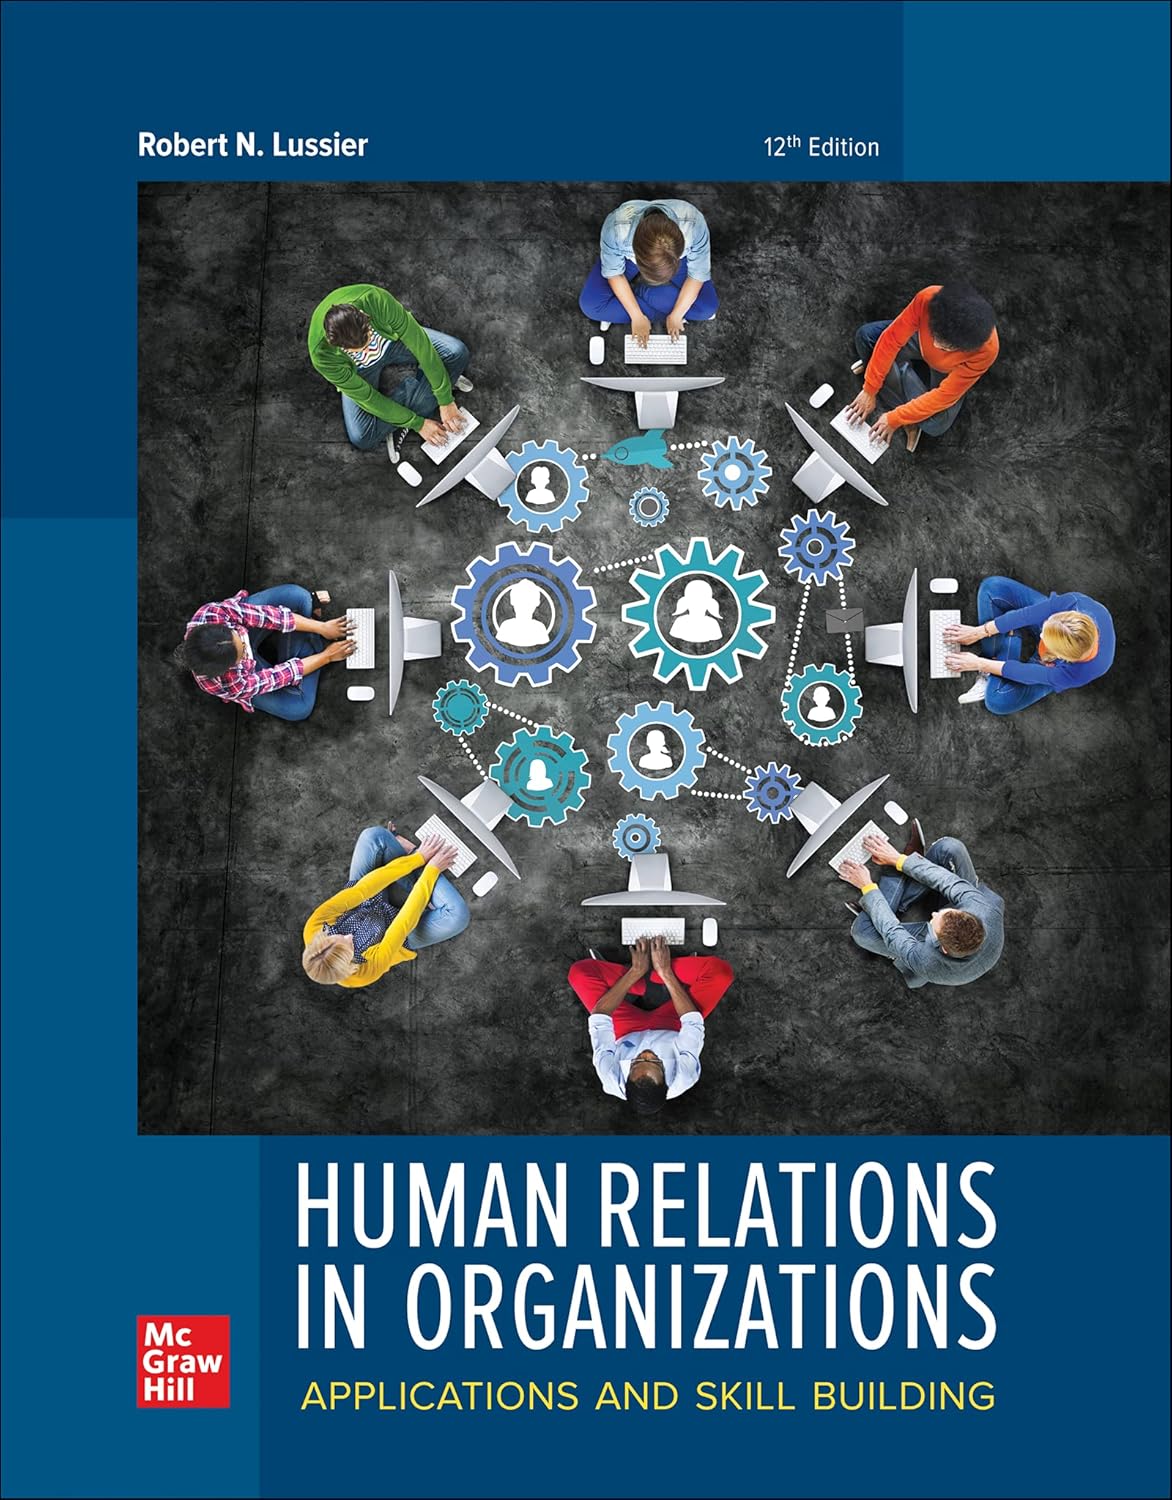 Robert N. Lussier
12th Edition
HUMAN RELATIONS
IN ORGANIZATIONS
APPLICATIONS AND SKILL BUILDING
Mc
Graw
Hill